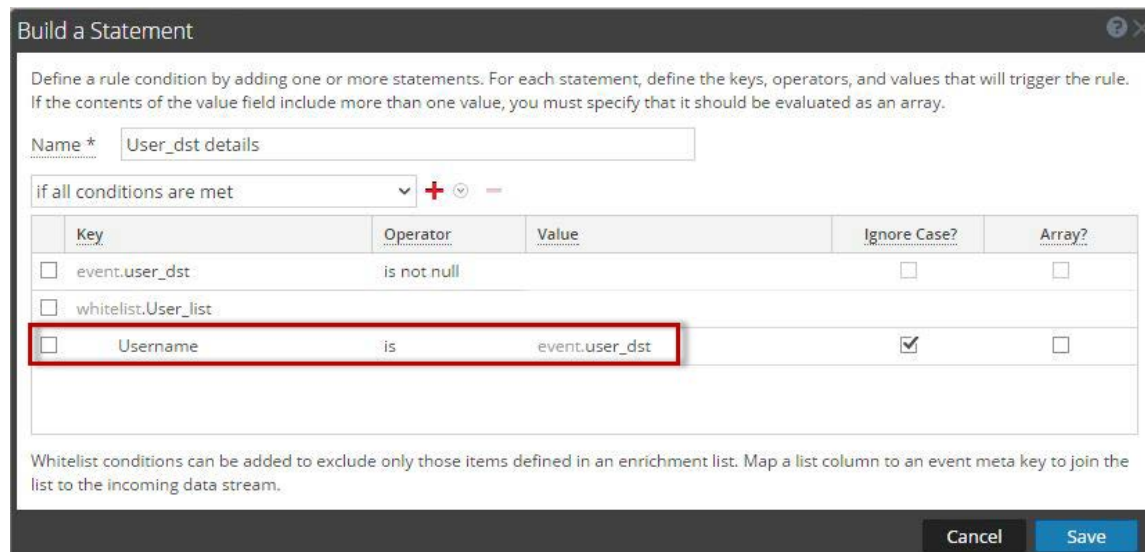 Build a Statement
Define a rule condition by adding one or more statements. For each statement, define the keys, operators, and values that will trigger the rule.
If the contents of the value field include more than one value, you must specify that it should be evaluated as an array.
Name * User_dst details
if all conditions are met
Key Operator Value Ignore Case? Array?
event.user_dst is not null
whitelist.User_list
Username is event.user_dst
Whitelist conditions can be added to exclude only those items defined in an enrichment list. Map a list column to an event meta key to join the
list to the incoming data stream.
Cancel Save